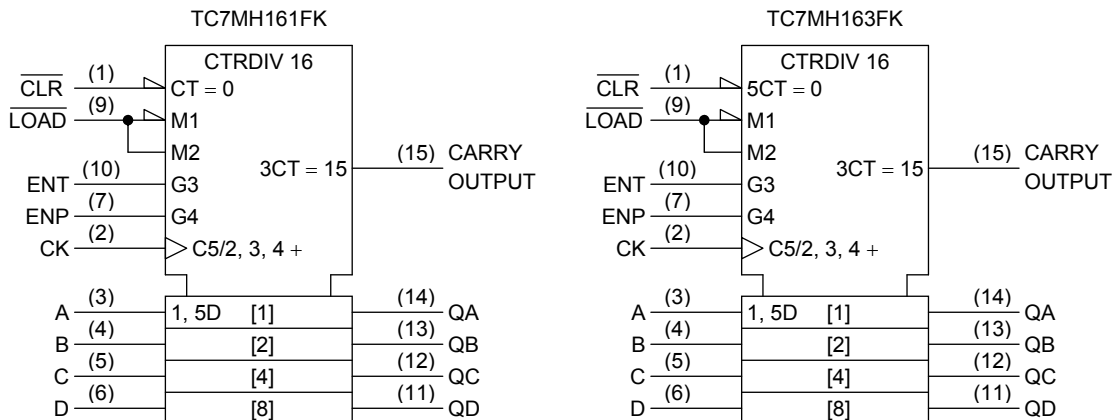 TC7MH161FK
CTRDIV 16
CLR (1) CT = 0
LOAD (9) M1
M2
3CT = 15 (15) CARRY OUTPUT
ENT (10) G3
ENP (7) G4
CK (2) C5/2, 3, 4 +
A (3) 1, 5D [1] (14) QA
B (4) [2] (13) QB
C (5) [4] (12) QC
D (6) [8] (11) QD
TC7MH163FK
CTRDIV 16
CLR (1) 5CT = 0
LOAD (9) M1
M2
3CT = 15 (15) CARRY OUTPUT
ENT (10) G3
ENP (7) G4
CK (2) C5/2, 3, 4 +
A (3) 1, 5D [1] (14) QA
B (4) [2] (13) QB
C (5) [4] (12) QC
D (6) [8] (11) QD